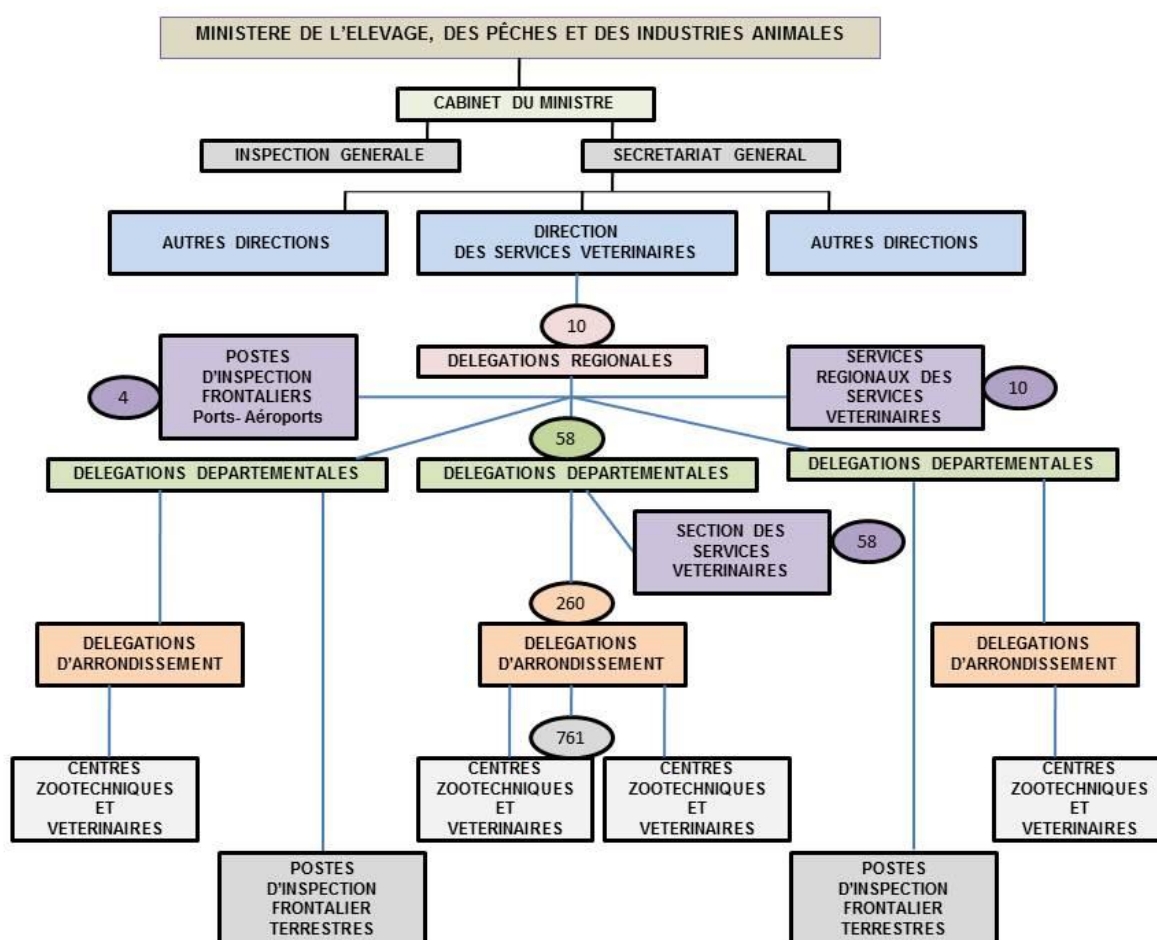 MINISTERE DE L'ELEVAGE, DES PÊCHES ET DES INDUSTRIES ANIMALES
CABINET DU MINISTRE
INSPECTION GENERALE
SECRETARIAT GENERAL
AUTRES DIRECTIONS
DIRECTION
DES SERVICES VETERINAIRES
AUTRES DIRECTIONS
10
DELEGATIONS REGIONALES
POSTES
D'INSPECTION
FRONTALIERS
Ports- Aéroports
4
SERVICES
REGIONAUX DES
SERVICES
VETERINAIRES
10
58
DELEGATIONS DEPARTEMENTALES
DELEGATIONS DEPARTEMENTALES
DELEGATIONS DEPARTEMENTALES
SECTION DES
SERVICES
VETERINAIRES
58
260
DELEGATIONS
D'ARRONDISSEMENT
DELEGATIONS
D'ARRONDISSEMENT
DELEGATIONS
D'ARRONDISSEMENT
761
CENTRES
ZOOTECHNIQUES
ET
VETERINAIRES
CENTRES
ZOOTECHNIQUES
ET
VETERINAIRES
CENTRES
ZOOTECHNIQUES
ET
VETERINAIRES
CENTRES
ZOOTECHNIQUES
ET
VETERINAIRES
POSTES
D'INSPECTION
FRONTALIER
TERRESTRES
POSTES
D'INSPECTION
FRONTALIER
TERRESTRES